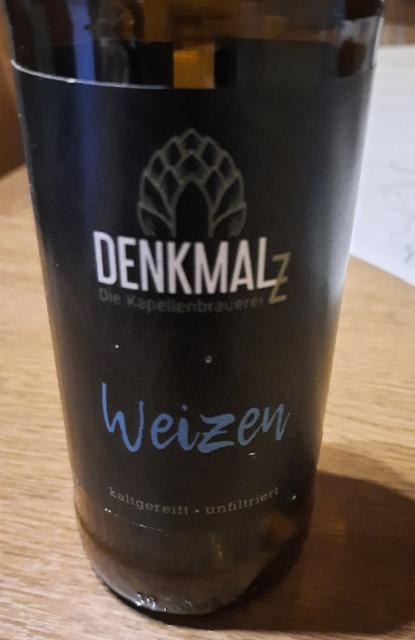 DENKMALZ
Die Kapellenbrauerei
Weizen
kaltgereift • unfiltriert